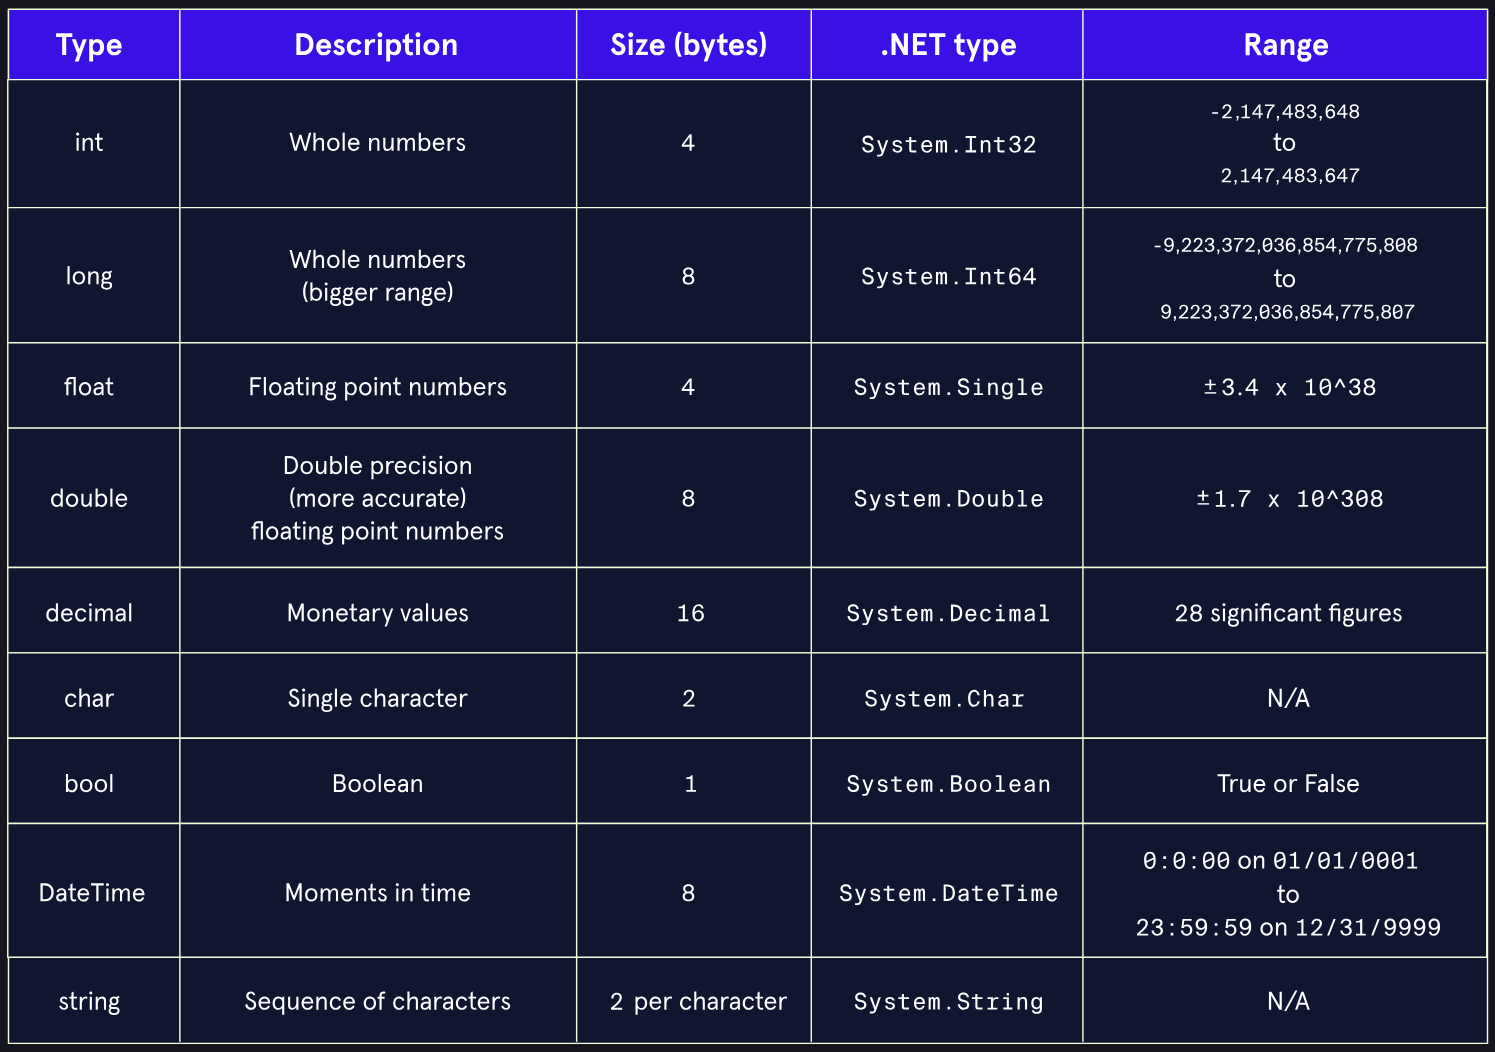 Type Description Size (bytes) .NET type Range
int Whole numbers 4 System.Int32 -2,147,483,648
to
2,147,483,647
long Whole numbers
(bigger range) 8 System.Int64 -9,223,372,036,854,775,808
to
9,223,372,036,854,775,807
float Floating point numbers 4 System.Single ±3.4 x 10^38
double Double precision
(more accurate)
floating point numbers 8 System.Double ±1.7 x 10^308
decimal Monetary values 16 System.Decimal 28 significant figures
char Single character 2 System.Char N/A
bool Boolean 1 System.Boolean True or False
DateTime Moments in time 8 System.DateTime 0:0:00 on 01/01/0001
to
23:59:59 on 12/31/9999
string Sequence of characters 2 per character System.String N/A